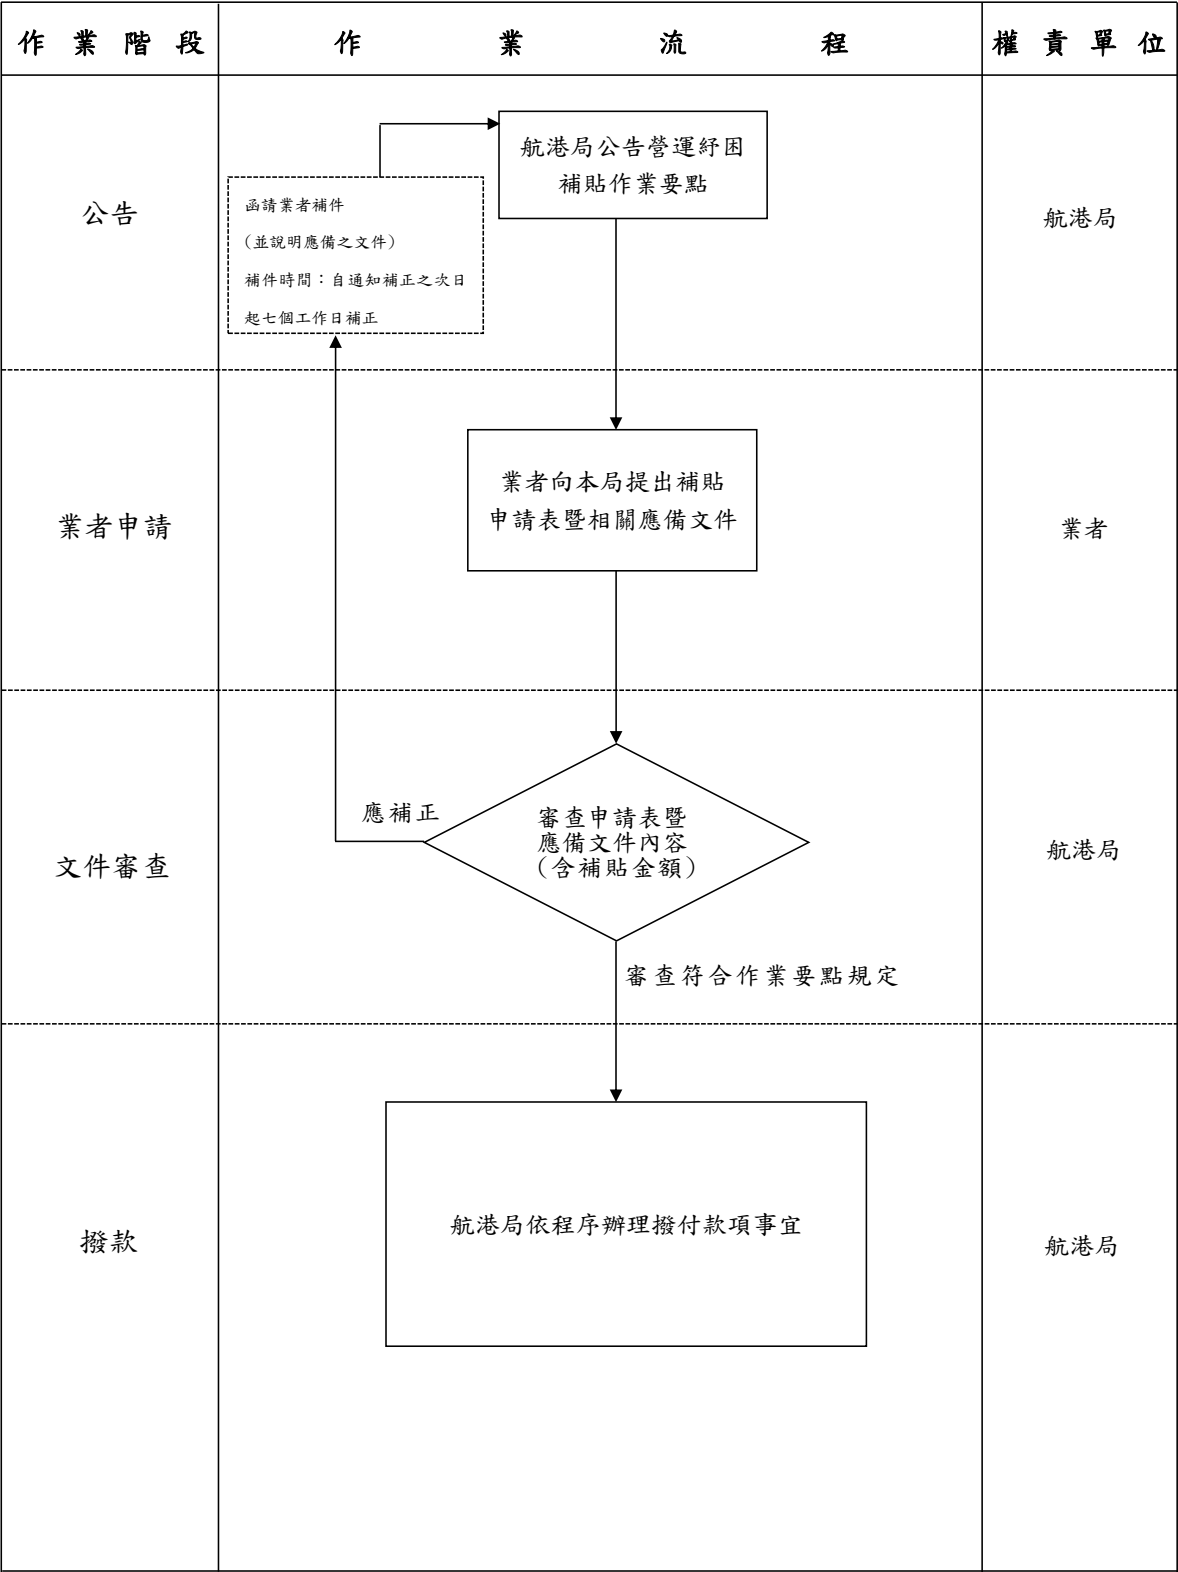 作業階段
作業流程
權責單位
航港局公告營運紓困
補貼作業要點
函請業者補件
(並說明應備之文件)
補件時間：自通知補正之次日
起七個工作日補正
公告
航港局
業者向本局提出補貼
申請表暨相關應備文件
業者申請
業者
應補正
審查申請表暨
應備文件內容
(含補貼金額)
文件審查
航港局
審查符合作業要點規定
航港局依程序辦理撥付款項事宜
撥款
航港局